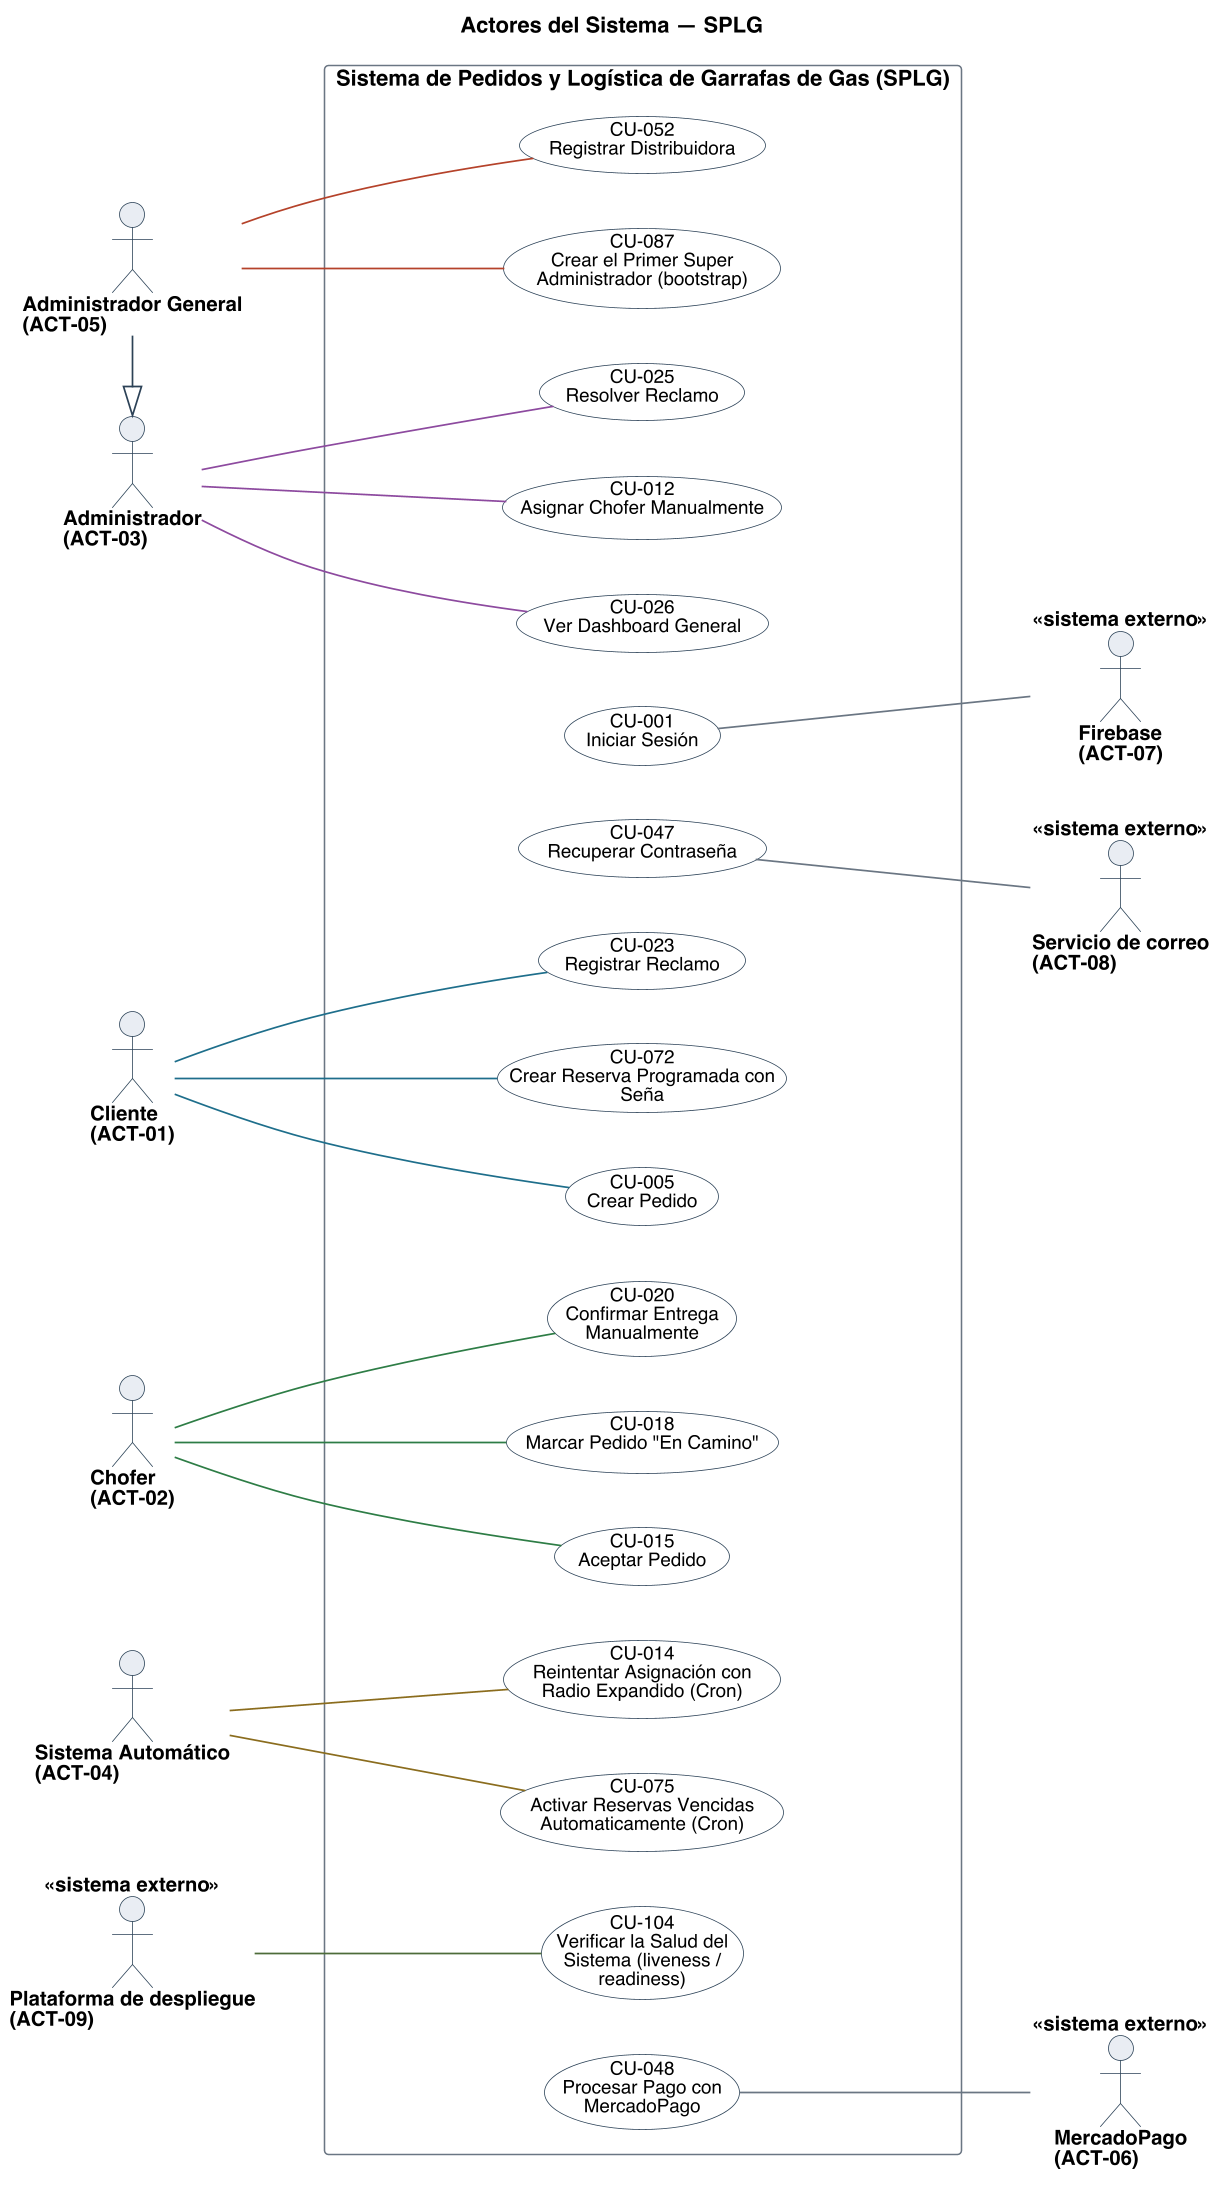 Actores del Sistema — SPLG
Sistema de Pedidos y Logística de Garrafas de Gas (SPLG)
CU-052
Registrar Distribuidora
CU-087
Crear el Primer Super
Administrador (bootstrap)
Administrador General
(ACT-05)
CU-025
Resolver Reclamo
CU-012
Asignar Chofer Manualmente
Administrador
(ACT-03)
CU-026
Ver Dashboard General
«sistema externo»
Firebase
(ACT-07)
CU-001
Iniciar Sesión
«sistema externo»
Servicio de correo
(ACT-08)
CU-047
Recuperar Contraseña
CU-023
Registrar Reclamo
CU-072
Crear Reserva Programada con
Seña
Cliente
(ACT-01)
CU-005
Crear Pedido
CU-020
Confirmar Entrega
Manualmente
CU-018
Marcar Pedido "En Camino"
Chofer
(ACT-02)
CU-015
Aceptar Pedido
CU-014
Reintentar Asignación con
Radio Expandido (Cron)
Sistema Automático
(ACT-04)
CU-075
Activar Reservas Vencidas
Automaticamente (Cron)
«sistema externo»
Plataforma de despliegue
(ACT-09)
CU-104
Verificar la Salud del
Sistema (liveness /
readiness)
«sistema externo»
MercadoPago
(ACT-06)
CU-048
Procesar Pago con
MercadoPago